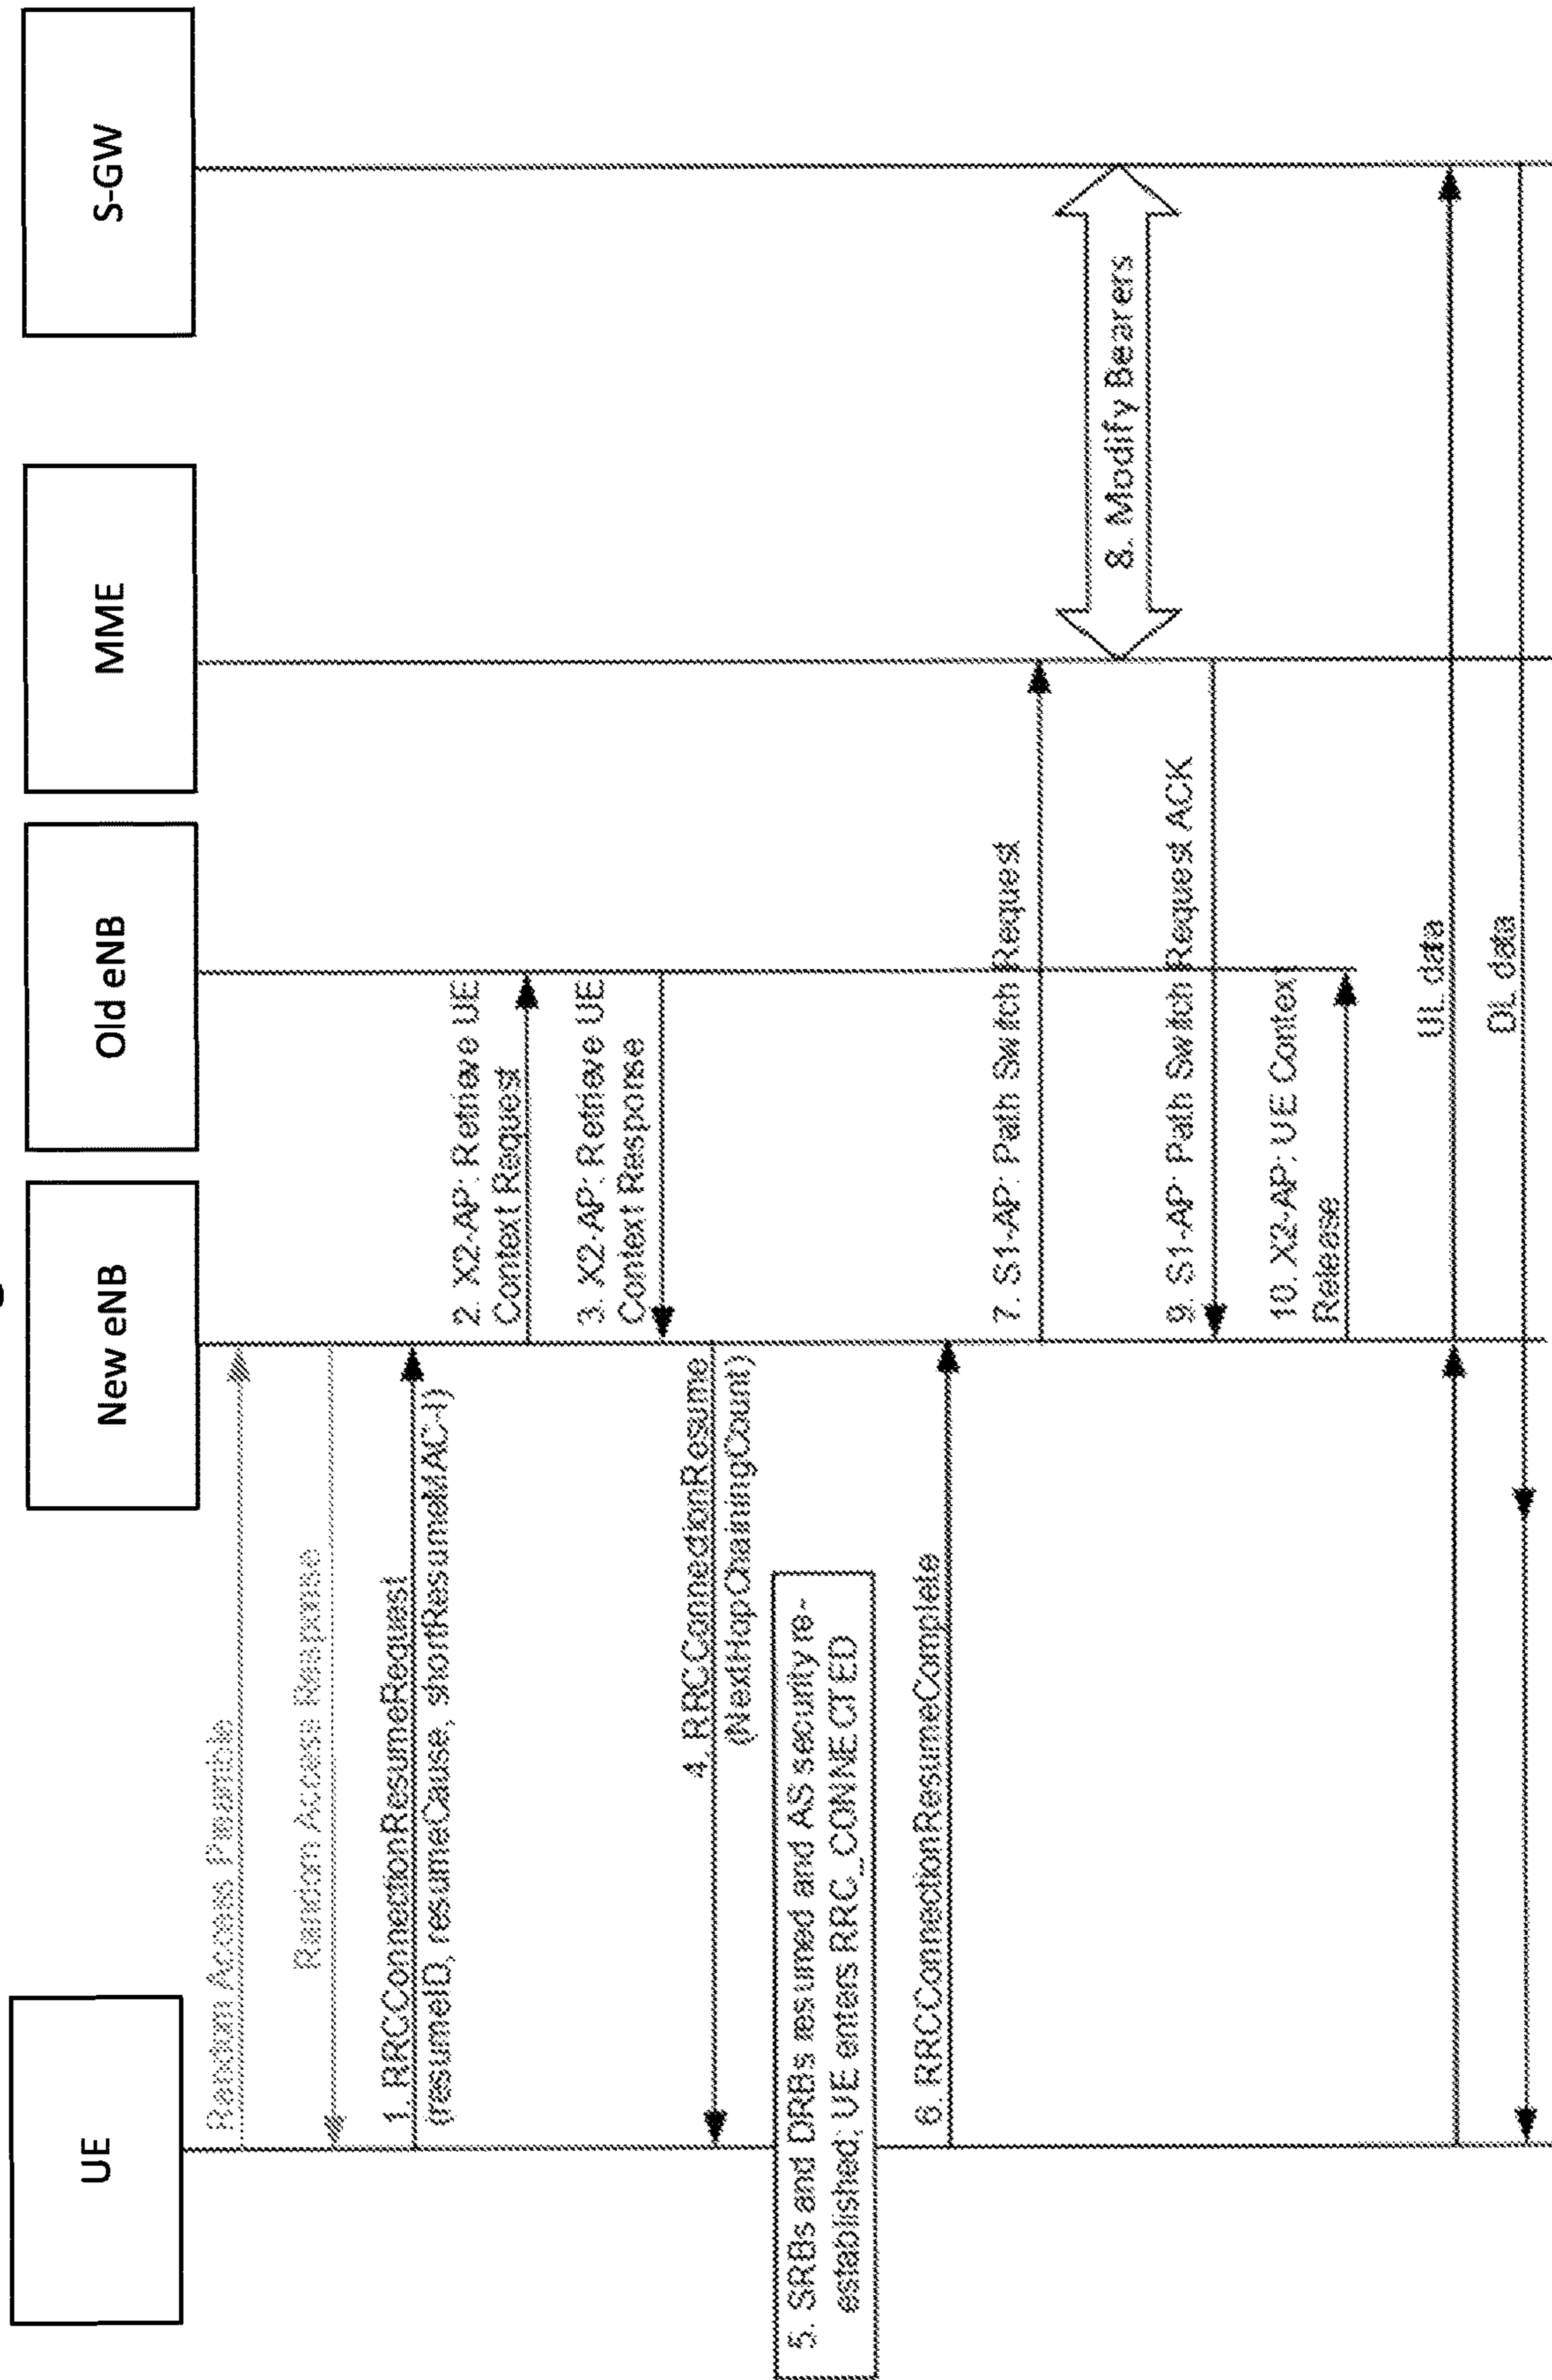 UE
New eNB
Old eNB
MME
S-GW
Random Access Preamble
Random Access Response
1. RRCConnectionResumeRequest
(resumeID, resumeCause, shortResumeMAC-I)
2. X2-AP: Retrieve UE
Context Request
3. X2-AP: Retrieve UE
Context Response
4. RRCConnectionResume
(NextHopChainingCount)
5. SRBs and DRBs resumed and AS security re-
established; UE enters RRC_CONNECTED
6. RRCConnectionResumeComplete
7. S1-AP: Path Switch Request
8. Modify Bearers
9. S1-AP: Path Switch Request ACK
10. X2-AP: UE Context
Release
UL data
DL data